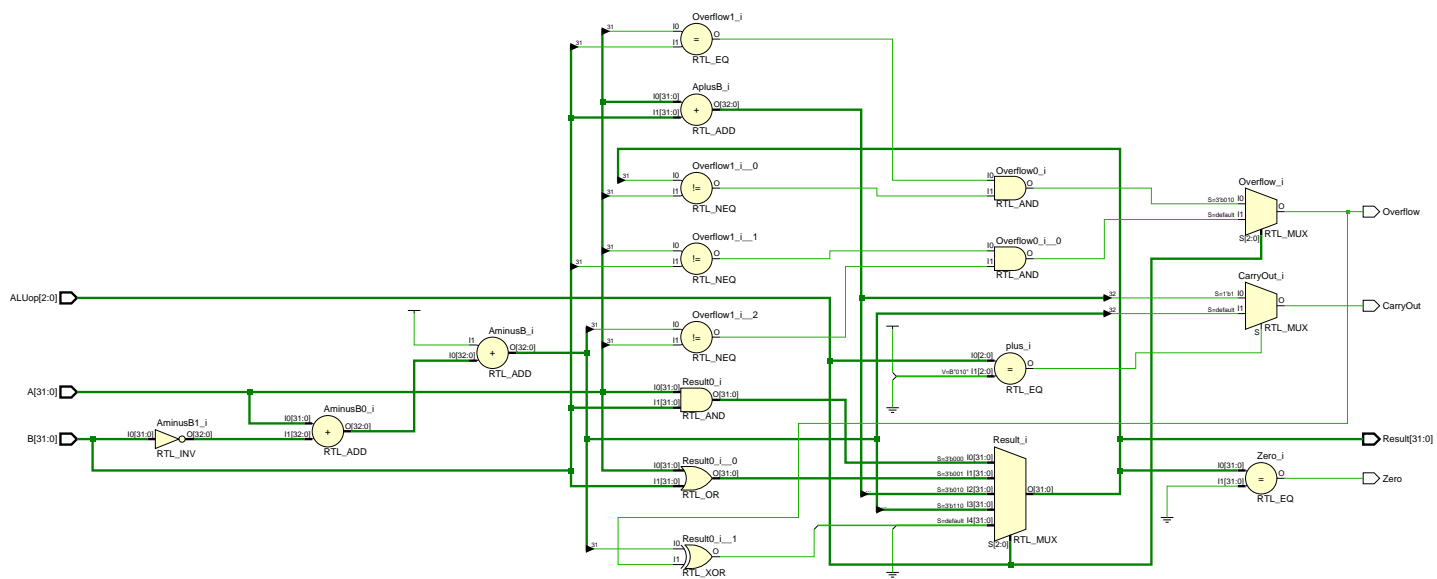 Overflow1_i
31
I0
O
=
31
I1
RTL_EQ
AplusB_i
I0[31:0]
O[32:0]
+
I1[31:0]
RTL_ADD
Overflow1_i__0
31
I0
O
!=
31
I1
RTL_NEQ
Overflow0_i
I0
O
I1
RTL_AND
Overflow_i
S=3'b010 I0
O
S=default I1
S[2:0]
RTL_MUX
Overflow
Overflow1_i__1
31
I0
O
!=
31
I1
RTL_NEQ
Overflow0_i__0
I0
O
I1
RTL_AND
CarryOut_i
32
S=1'b1 I0
O
32
S=default I1
S
RTL_MUX
CarryOut
ALUop[2:0]
AminusB_i
I1
O[32:0]
+
I0[32:0]
RTL_ADD
Overflow1_i__2
31
I0
O
!=
31
I1
RTL_NEQ
plus_i
I0[2:0]
O
=
V=B"010" I1[2:0]
RTL_EQ
A[31:0]
AminusB0_i
I0[31:0]
O[32:0]
+
I1[32:0]
RTL_ADD
Result0_i
I0[31:0]
O[31:0]
I1[31:0]
RTL_AND
B[31:0]
AminusB1_i
I0[31:0]
O[32:0]
RTL_INV
Result0_i__0
I0[31:0]
O[31:0]
I1[31:0]
RTL_OR
Result_i
S=3'b000 I0[31:0]
S=3'b001 I1[31:0]
S=3'b010 I2[31:0]
O[31:0]
S=3'b110 I3[31:0]
S=default I4[31:0]
S[2:0]
RTL_MUX
Result[31:0]
Zero_i
I0[31:0]
O
=
I1[31:0]
RTL_EQ
Zero
Result0_i__1
31
I0
O
I1
RTL_XOR